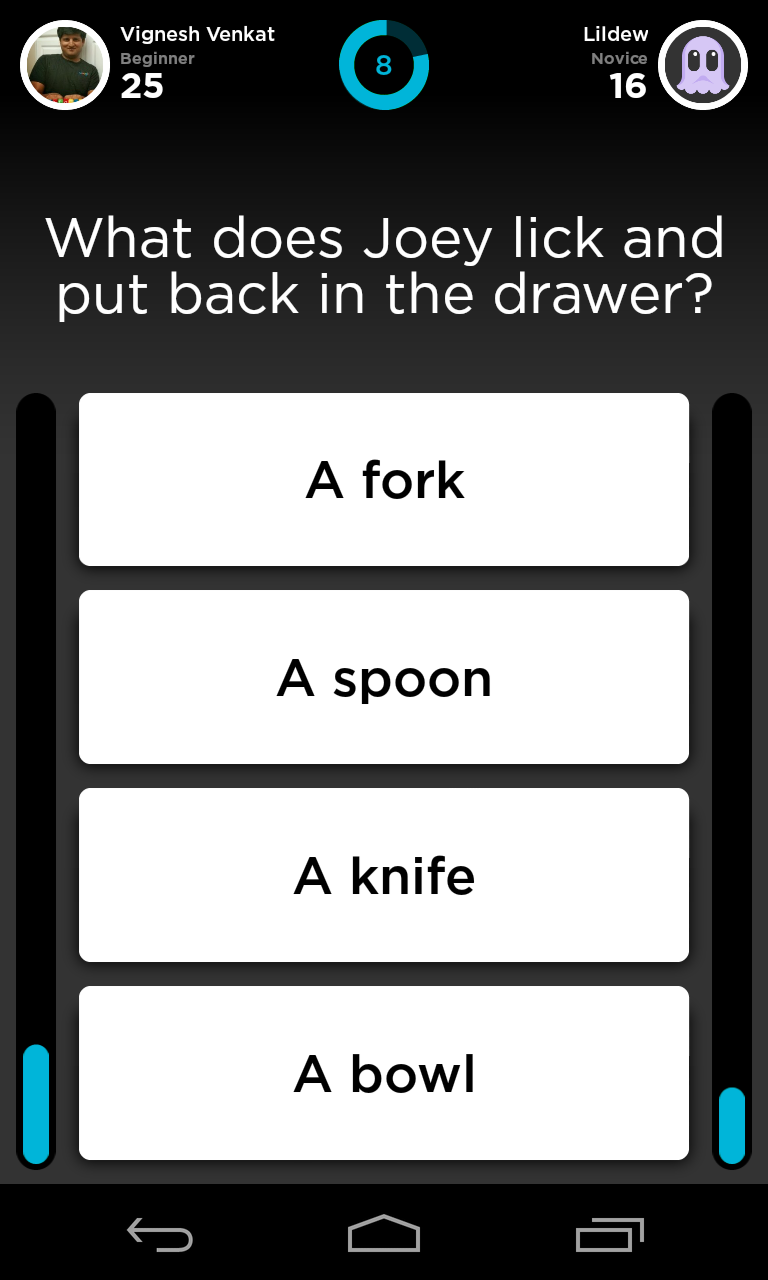 Vignesh Venkat
Beginner
25
8
Lildew
Novice
16
What does Joey lick and
put back in the drawer?
A fork
A spoon
A knife
A bowl